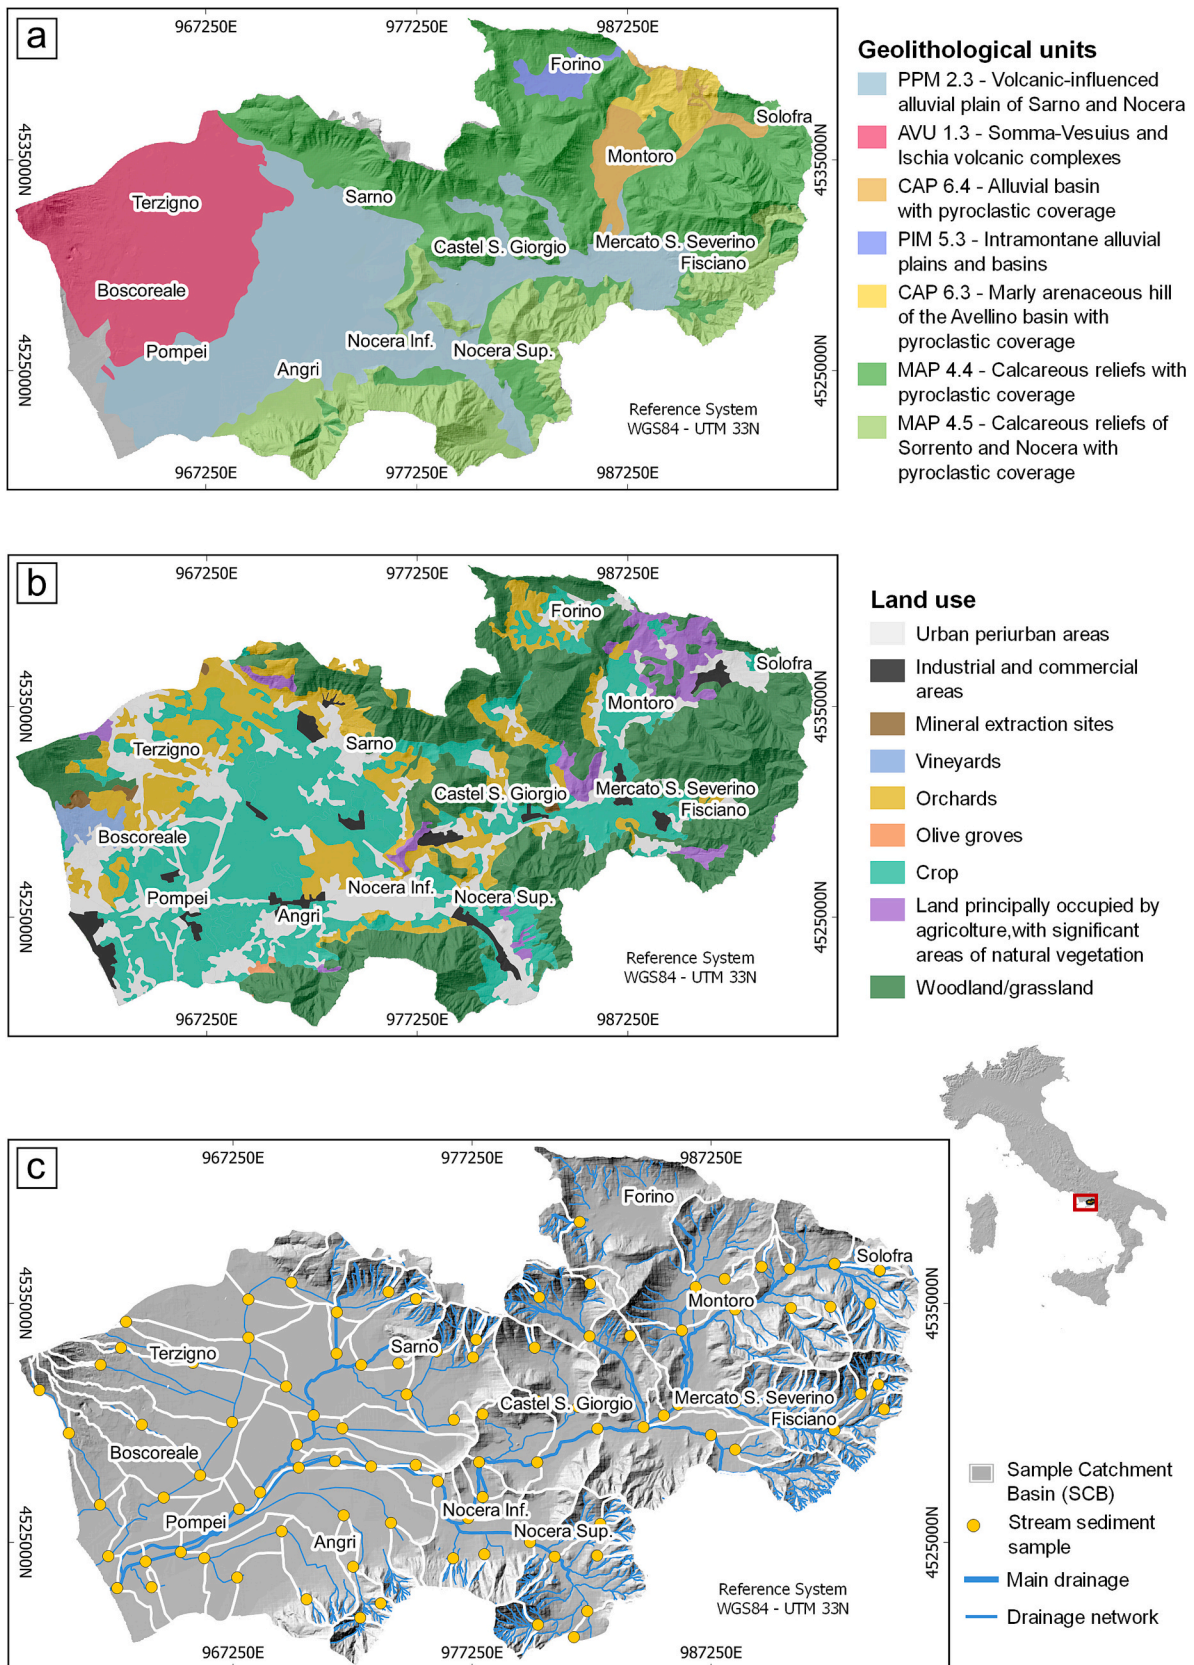 a
967250E
977250E
987250E
4535000N
4535000N
4525000N
4525000N
Forino
Solofra
Montoro
Terzigno
Sarno
Castel S. Giorgio
Mercato S. Severino
Fisciano
Boscoreale
Pompei
Nocera Inf.
Nocera Sup.
Angri
Reference System
WGS84 - UTM 33N
967250E
977250E
987250E
Geolithological units
PPM 2.3 - Volcanic-influenced
alluvial plain of Sarno and Nocera
AVU 1.3 - Somma-Vesuius and
Ischia volcanic complexes
CAP 6.4 - Alluvial basin
with pyroclastic coverage
PIM 5.3 - Intramontane alluvial
plains and basins
CAP 6.3 - Marly arenaceous hill
of the Avellino basin with
pyroclastic coverage
MAP 4.4 - Calcareous reliefs with
pyroclastic coverage
MAP 4.5 - Calcareous reliefs of
Sorrento and Nocera with
pyroclastic coverage
b
967250E
977250E
987250E
4535000N
4535000N
4525000N
4525000N
Forino
Solofra
Montoro
Terzigno
Sarno
Castel S. Giorgio
Mercato S. Severino
Fisciano
Boscoreale
Pompei
Nocera Inf.
Nocera Sup.
Angri
Reference System
WGS84 - UTM 33N
967250E
977250E
987250E
Land use
Urban periurban areas
Industrial and commercial
areas
Mineral extraction sites
Vineyards
Orchards
Olive groves
Crop
Land principally occupied by
agricolture,with significant
areas of natural vegetation
Woodland/grassland
c
967250E
977250E
987250E
4535000N
4535000N
4525000N
4525000N
Forino
Solofra
Montoro
Sarno
Terzigno
Castel S. Giorgio
Mercato S. Severino
Fisciano
Boscoreale
Pompei
Nocera Inf.
Nocera Sup.
Angri
Reference System
WGS84 - UTM 33N
967250E
977250E
987250E
Sample Catchment
Basin (SCB)
Stream sediment
sample
Main drainage
Drainage network